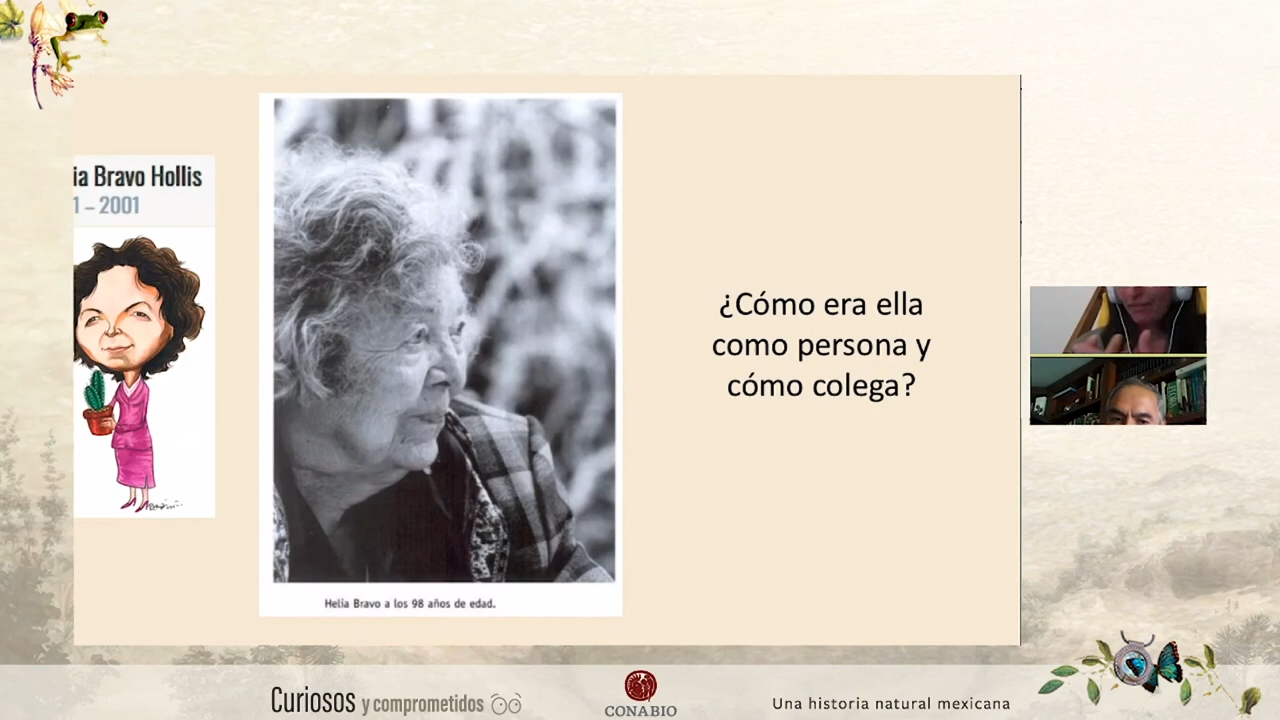 ia Bravo Hollis
1 – 2001
¿Cómo era ella
como persona y
cómo colega?
Helia Bravo a los 98 años de edad.
Curiosos y comprometidos
CONABIO
Una historia natural mexicana